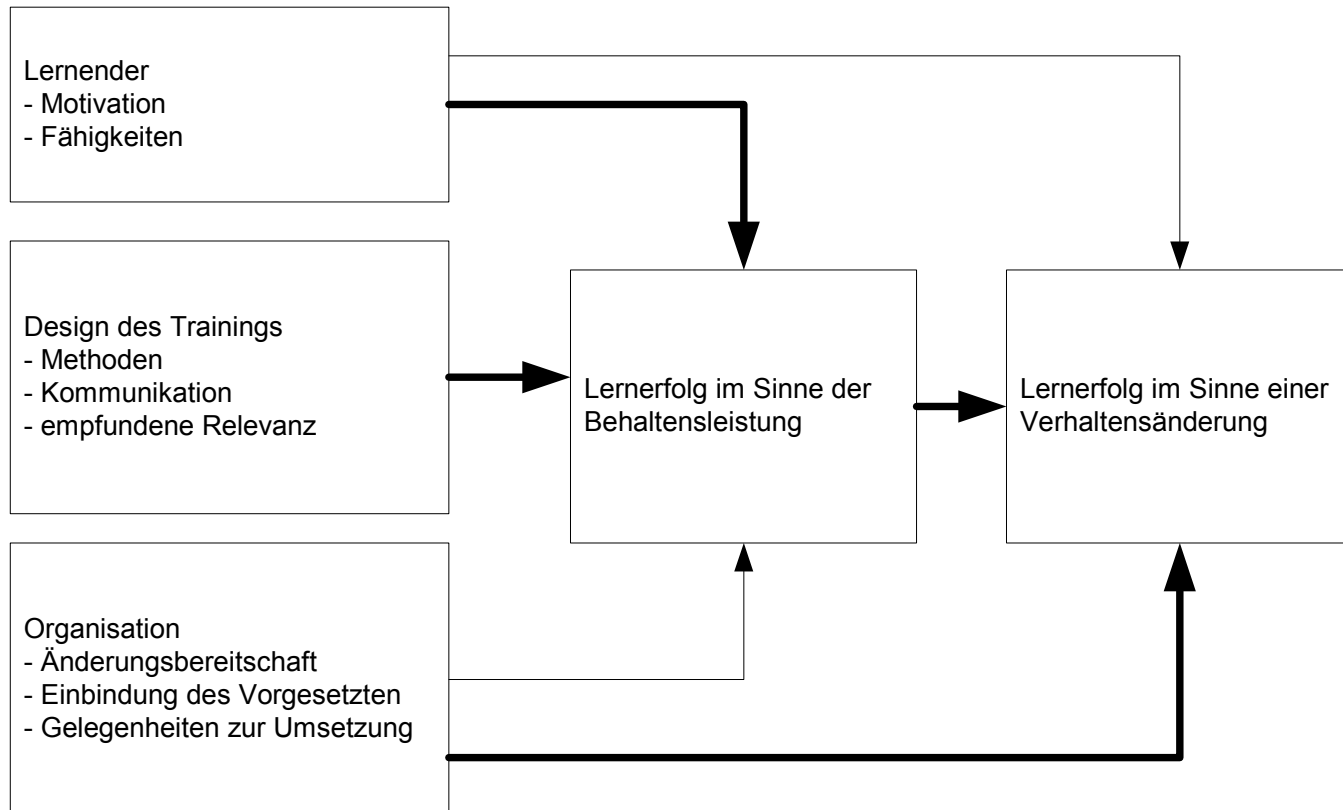 Lernender
- Motivation
- Fähigkeiten
Design des Trainings
- Methoden
- Kommunikation
- empfundene Relevanz
Lernerfolg im Sinne der
Behaltensleistung
Lernerfolg im Sinne einer
Verhaltensänderung
Organisation
- Änderungsbereitschaft
- Einbindung des Vorgesetzten
- Gelegenheiten zur Umsetzung